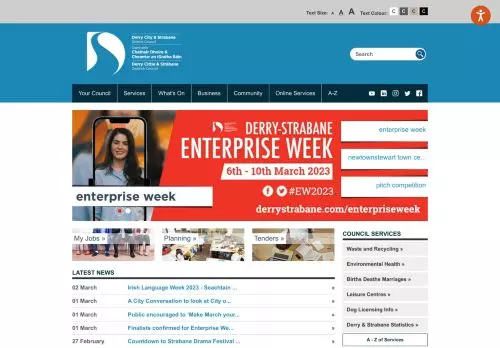 Text Size: A A A Text Colour: C C C C
Derry City & Strabane
District Council
Comhairle
Chathair Dhoire &
Cheantar an tSratha Báin
Derry Cittie & Stràbane
Destrick Cooncil
Search
Your Council Services What's On Business Community Online Services A-Z
DERRY-STRABANE
ENTERPRISE WEEK
6th - 10th March 2023
#EW2023
derrystrabane.com/enterpriseweek
enterprise week
enterprise week
newtownstewart town ce...
pitch competition
My Jobs »
Planning »
Tenders »
COUNCIL SERVICES
Waste and Recycling »
Environmental Health »
Births Deaths Marriages »
Leisure Centres »
Dog Licensing Info »
Derry & Strabane Statistics »
A - Z of Services
LATEST NEWS
02 March Irish Language Week 2023 - Seachtain ... »
01 March A City Conversation to look at City o... »
01 March Public encouraged to 'Make March your... »
01 March Finalists confirmed for Enterprise We... »
27 February Countdown to Strabane Drama Festival ... »